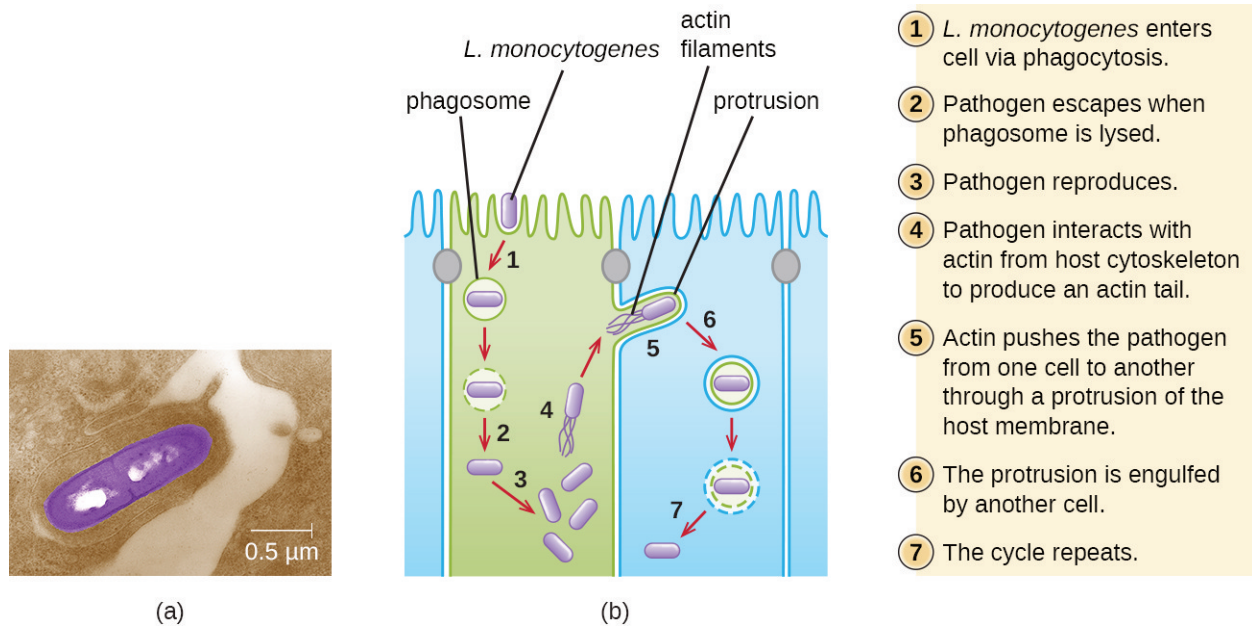 L. monocytogenes
actin
filaments
phagosome
protrusion
1
2
3
4
5
6
7
0.5 µm
(a)
(b)
1 L. monocytogenes enters
cell via phagocytosis.
2 Pathogen escapes when
phagosome is lysed.
3 Pathogen reproduces.
4 Pathogen interacts with
actin from host cytoskeleton
to produce an actin tail.
5 Actin pushes the pathogen
from one cell to another
through a protrusion of the
host membrane.
6 The protrusion is engulfed
by another cell.
7 The cycle repeats.